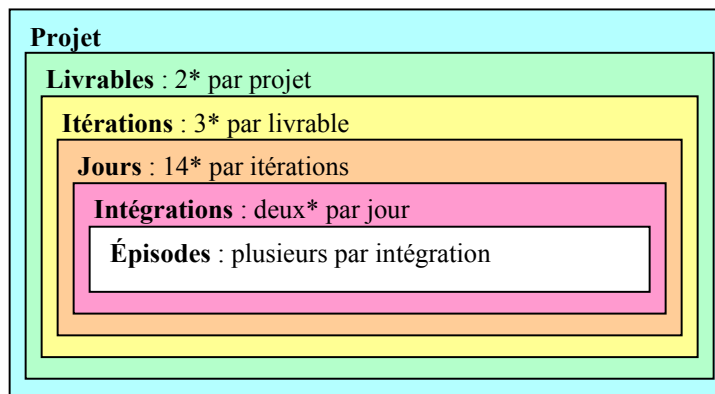 Projet
Livrables : 2* par projet
Itérations : 3* par livrable
Jours : 14* par itérations
Intégrations : deux* par jour
Épisodes : plusieurs par intégration